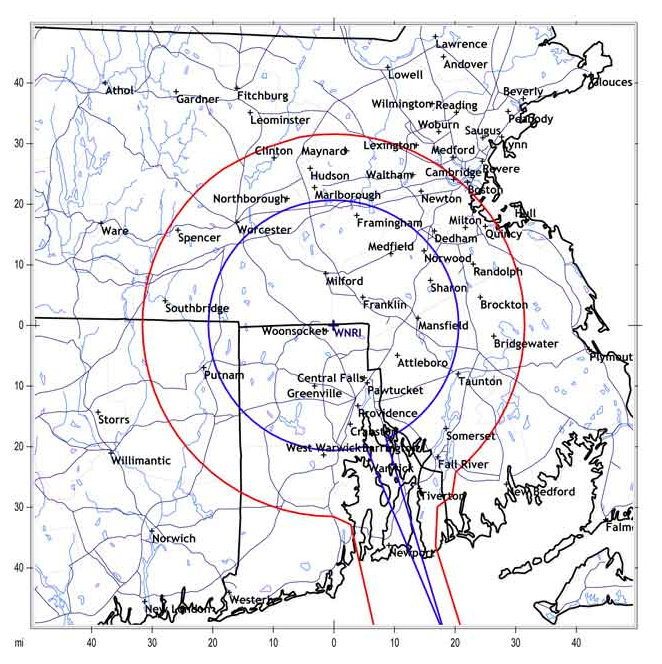 Lawrence
Andover
Lowell
40 Athol
Gardner
Fitchburg
Beverly
Glouces
Wilmington Reading
Leominster
Peabody
Woburn
Saugus
30 Clinton
Maynard
Lexington
Medford
Lynn
Hudson
Waltham
Cambridge
Revere
Northborough
Marlborough
Newton
Boston
20 Ware
Spencer
Worcester
Framingham
Milton
Hull
Medfield
Dedham
Quincy
10 Norwood
Randolph
Milford
Sharon
Southbridge
Franklin
Brockton
0 Woonsocket WNRI
Mansfield
Bridgewater
Plymout
Attleboro
Putnam
Central Falls
Taunton
10 Greenville
Pawtucket
Storrs
Providence
Cranston
Somerset
20 West Warwick Barrington
Willimantic
Warwick
Fall River
Tiverton
New Bedford
30 Falm
Norwich
Newport
40 Westerl
New London
mi 40 30 20 10 0 10 20 30 40